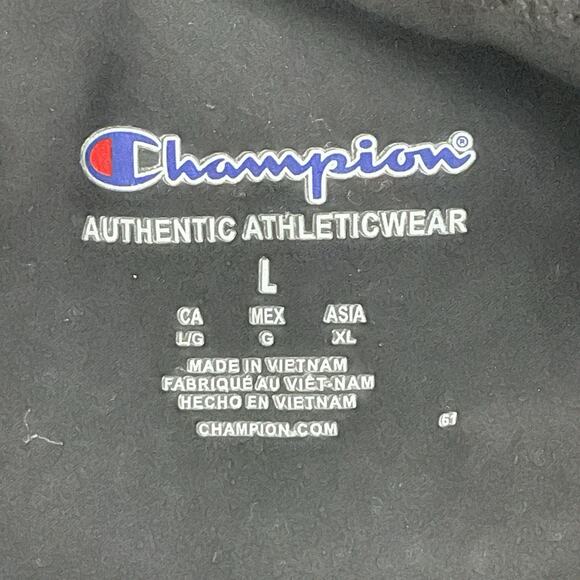 Champion®
AUTHENTIC ATHLETICWEAR
L
CA MEX ASIA
L/G G XL
MADE IN VIETNAM
FABRIQUÉ AU VIÊT-NAM
HECHO EN VIETNAM
CHAMPION.COM
61